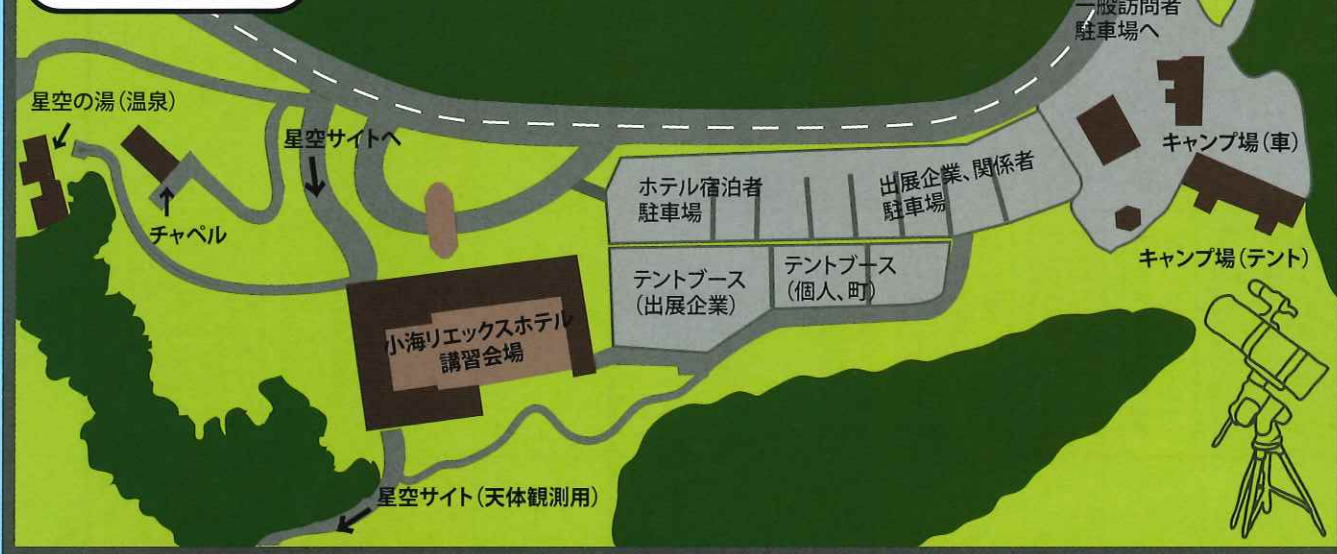 一般訪問者
駐車場へ
星空の湯(温泉)
星空サイトへ
キャンプ場(車)
ホテル宿泊者
駐車場
出展企業、関係者
駐車場
チャペル
キャンプ場(テント)
テントブース
(出展企業)
テントブース
(個人、町)
小海リエックスホテル
講習会場
星空サイト(天体観測用)